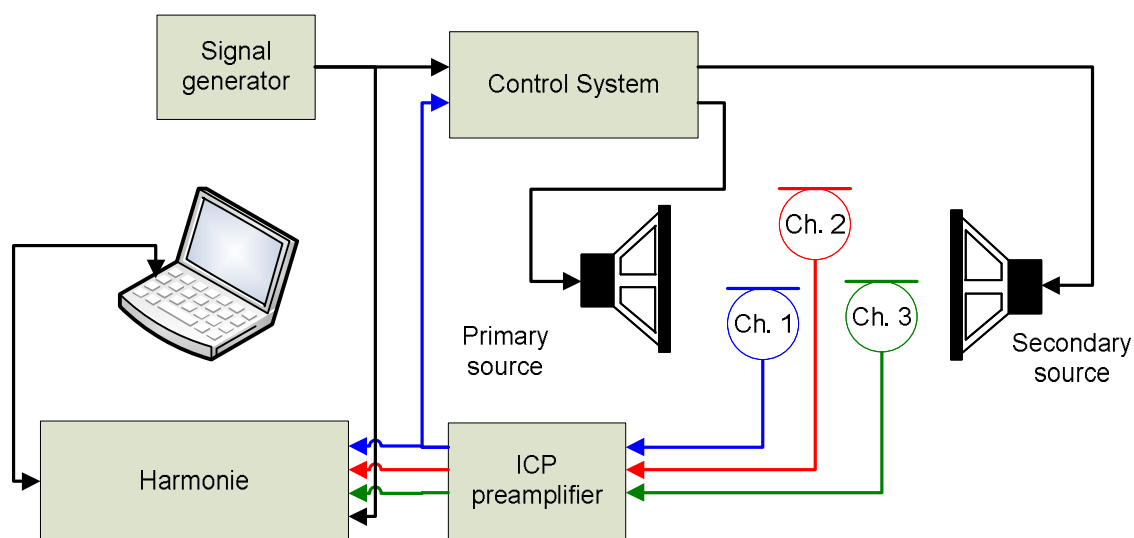 Signal
generator
Control System
Ch. 2
Ch. 1
Ch. 3
Primary
source
Secondary
source
Harmonie
ICP
preamplifier